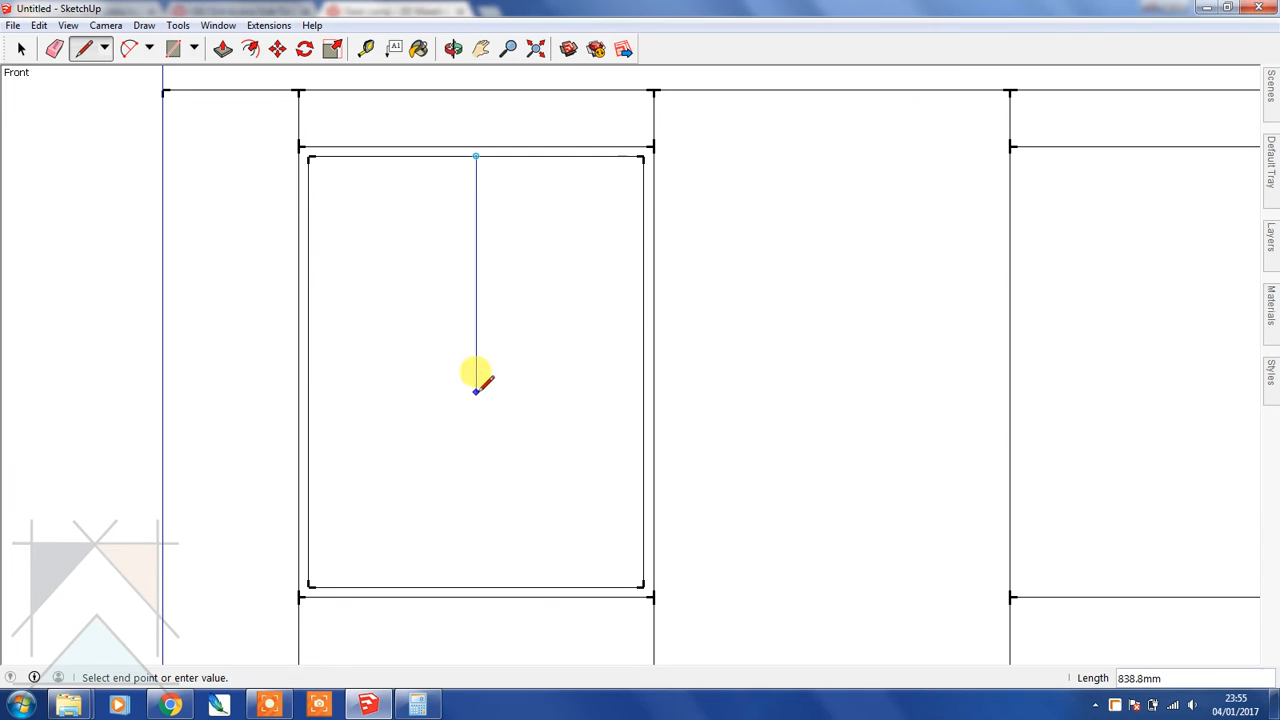 Untitled - SketchUp
File Edit View Camera Draw Tools Window Extensions Help
A1
Front
Scenes
Default Tray
Layers
Materials
Styles
Select end point or enter value.
Length 838.8mm
23:55
04/01/2017